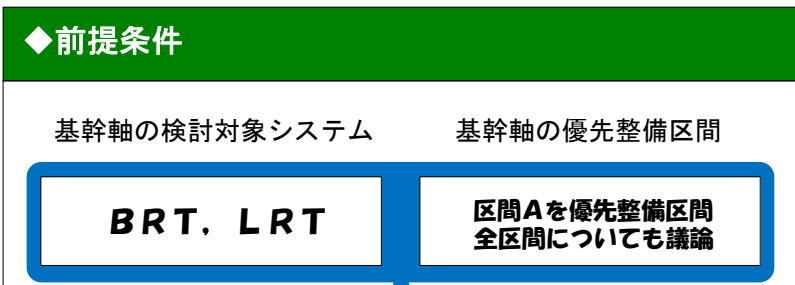 ◆前提条件
基幹軸の検討対象システム
基幹軸の優先整備区間
BRT, LRT
区間Aを優先整備区間
全区間についても議論